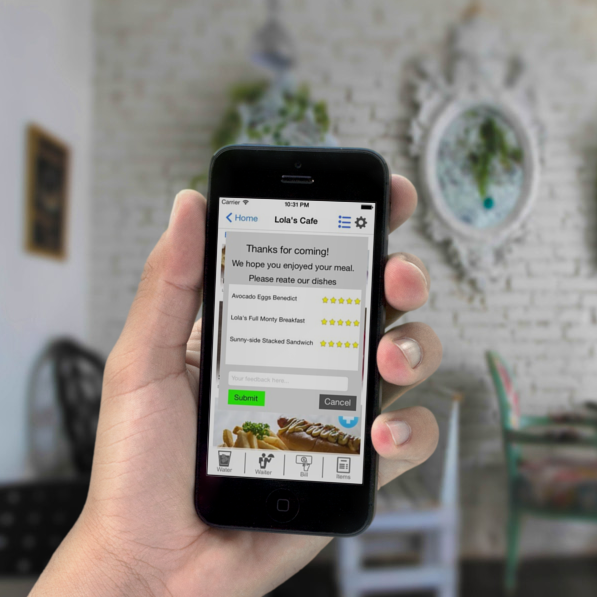 Carrier 10:31 PM
Home Lola's Cafe
Thanks for coming!
We hope you enjoyed your meal.
Please reate our dishes
Avocado Eggs Benedict
Lola's Full Monty Breakfast
Sunny-side Stacked Sandwich
Your feedback here...
Submit Cancel
Water Waiter Bill Items